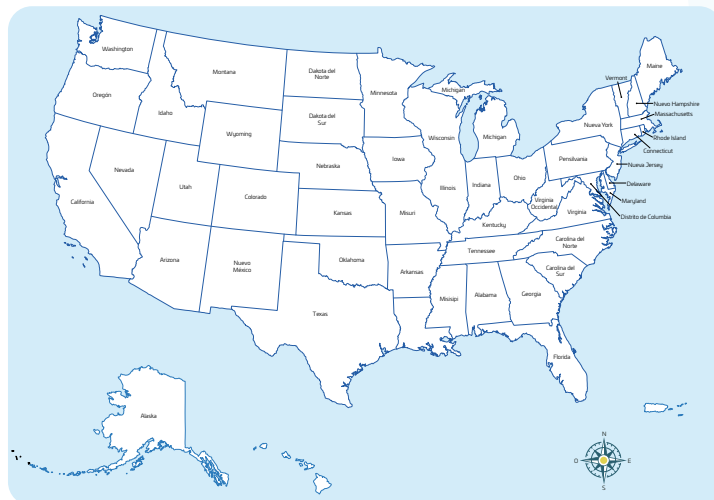 Washington
Montana
Dakota del
Norte
Minnesota
Michigan
Maine
Vermont
Oregón
Idaho
Nuevo Hampshire
Massachusetts
Dakota del
Sur
Wyoming
Wisconsin
Michigan
Nueva York
Rhode Island
Connecticut
Nebraska
Iowa
Pensilvania
Nueva Jersey
Nevada
Utah
Colorado
Illinois
Indiana
Ohio
Delaware
California
Kansas
Misuri
Virginia
Occidental
Virginia
Maryland
Distrito de Columbia
Kentucky
Carolina del
Norte
Tennessee
Arizona
Nuevo
México
Oklahoma
Arkansas
Carolina del
Sur
Misisipi
Alabama
Georgia
Texas
Florida
Alaska
N
O
E
S